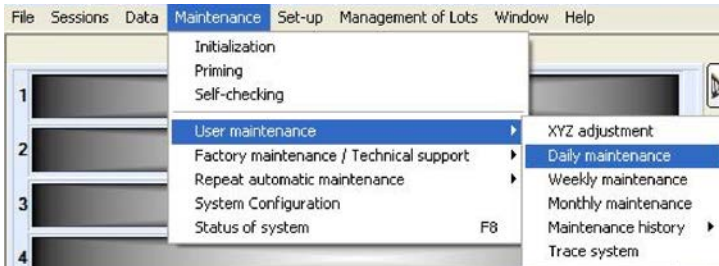 File Sessions Data Maintenance Set-up Management of Lots Window Help
Initialization
Priming
Self-checking
User maintenance
Factory maintenance / Technical support
Repeat automatic maintenance
System Configuration
Status of system F8
XYZ adjustment
Daily maintenance
Weekly maintenance
Monthly maintenance
Maintenance history
Trace system
1
2
3
4